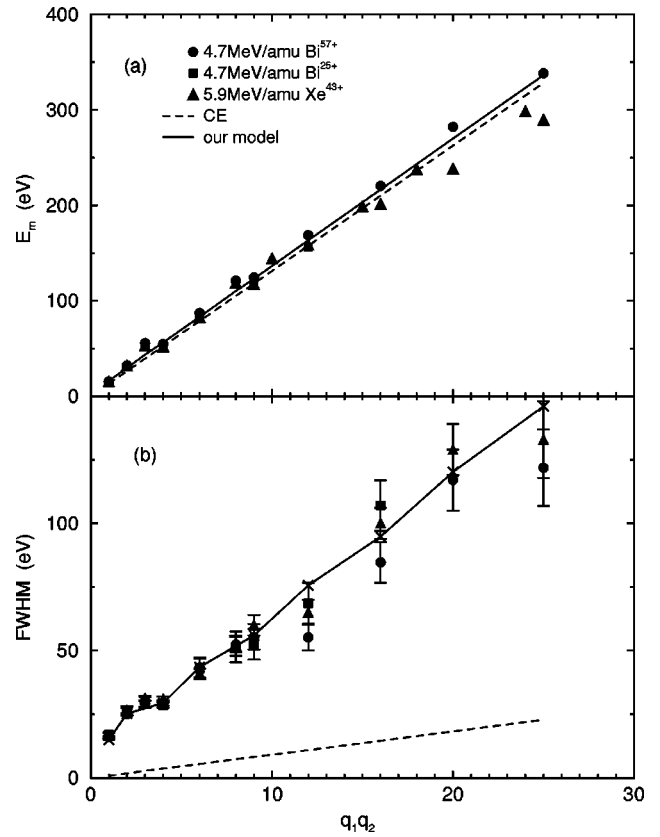 400
(a)
4.7MeV/amu Bi⁵⁷⁺
4.7MeV/amu Bi²⁵⁺
5.9MeV/amu Xe⁴³⁺
CE
our model
300
200
100
0
Eₘ (eV)
(b)
100
50
0
FWHM (eV)
0
10
20
30
q₁q₂